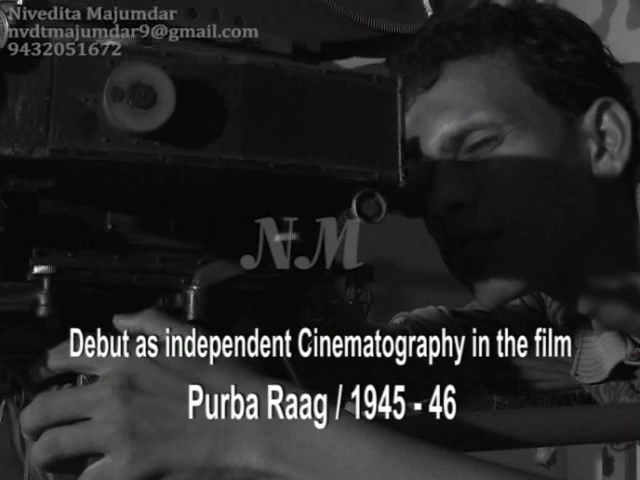 Nivedita Majumdar
nvdtmajumdar9@gmail.com
9432051672
NM
Debut as independent Cinematography in the film
Purba Raag / 1945 - 46